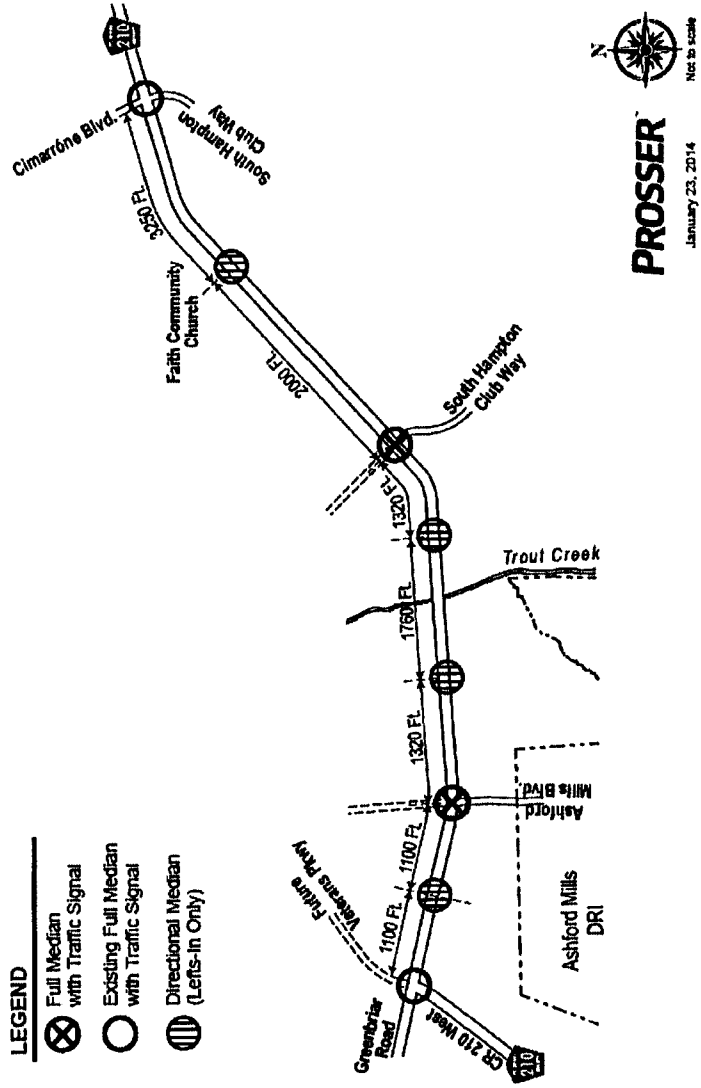 LEGEND
Full Median
with Traffic Signal
Existing Full Median
with Traffic Signal
Directional Median
(Lefts-In Only)
210
Cimarróne Blvd.
South Hampton
Club Way
3250 Ft.
Faith Community
Church
2000 Ft.
South Hampton
Club Way
1320 Ft.
Trout Creek
1760 Ft.
1320 Ft.
Ashford
Mills Blvd.
1100 Ft.
Future
Veterans Pkwy
1100 Ft.
Greenbriar
Road
CR 210 West
210
Ashford Mills
DRI
N
PROSSER™
January 23, 2014
Not to scale